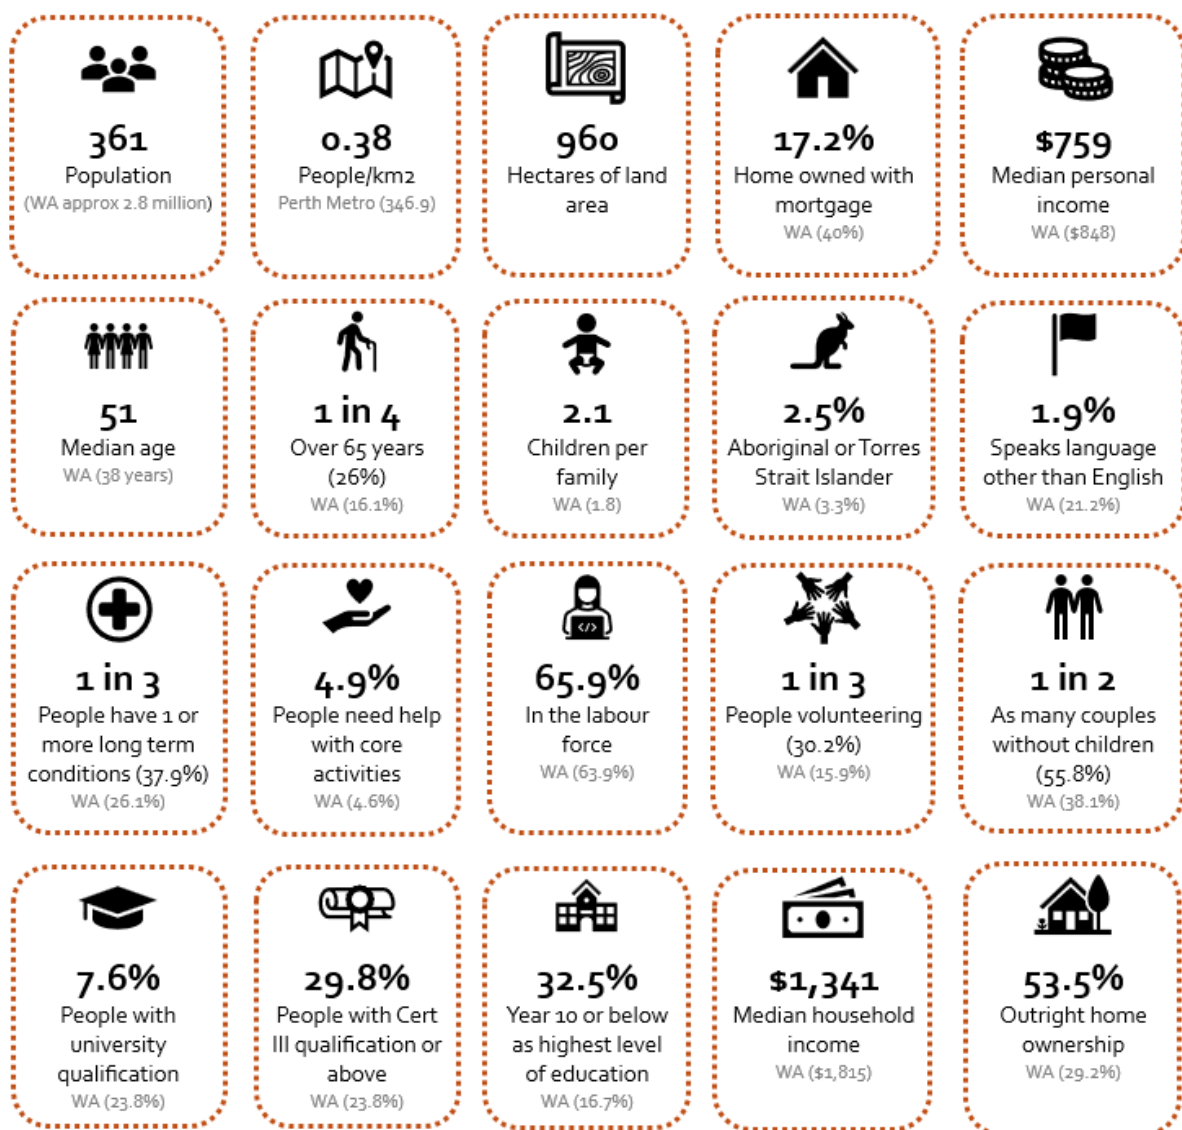 361
Population
(WA approx 2.8 million)
0.38
People/km2
Perth Metro (346.9)
960
Hectares of land
area
17.2%
Home owned with
mortgage
WA (40%)
$759
Median personal
income
WA ($848)
51
Median age
WA (38 years)
1 in 4
Over 65 years
(26%)
WA (16.1%)
2.1
Children per
family
WA (1.8)
2.5%
Aboriginal or Torres
Strait Islander
WA (3.3%)
1.9%
Speaks language
other than English
WA (21.2%)
1 in 3
People have 1 or
more long term
conditions (37.9%)
WA (26.1%)
4.9%
People need help
with core
activities
WA (4.6%)
</>
65.9%
In the labour
force
WA (63.9%)
1 in 3
People volunteering
(30.2%)
WA (15.9%)
1 in 2
As many couples
without children
(55.8%)
WA (38.1%)
7.6%
People with
university
qualification
WA (23.8%)
29.8%
People with Cert
III qualification or
above
WA (23.8%)
32.5%
Year 10 or below
as highest level
of education
WA (16.7%)
$1,341
Median household
income
WA ($1,815)
53.5%
Outright home
ownership
WA (29.2%)